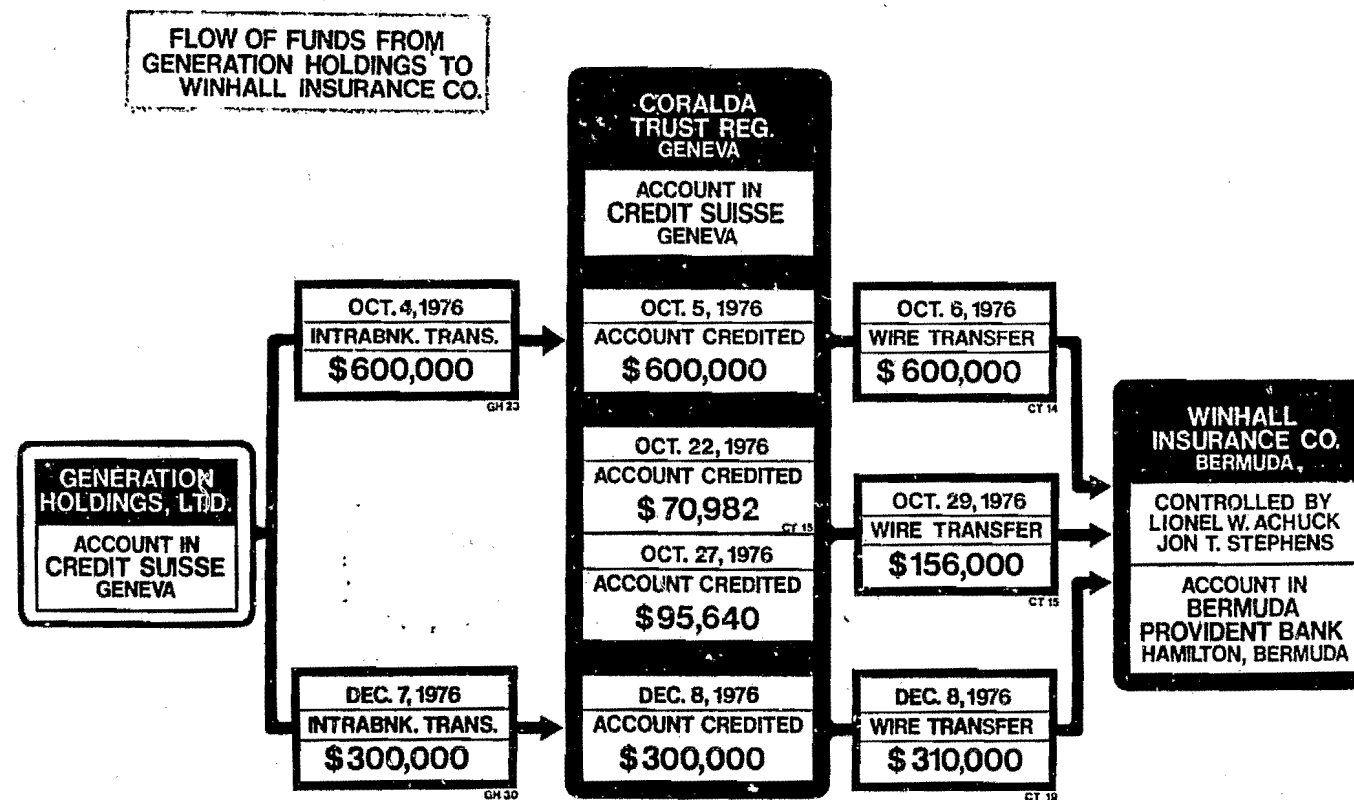 FLOW OF FUNDS FROM
GENERATION HOLDINGS TO
WINHALL INSURANCE CO.
GENERATION
HOLDINGS, LTD.
ACCOUNT IN
CREDIT SUISSE
GENEVA
OCT. 4, 1976
INTRABNK. TRANS.
$600,000
GH 23
DEC. 7, 1976
INTRABNK. TRANS.
$300,000
GH 30
CORALDA
TRUST REG.
GENEVA
ACCOUNT IN
CREDIT SUISSE
GENEVA
OCT. 5, 1976
ACCOUNT CREDITED
$600,000
OCT. 22, 1976
ACCOUNT CREDITED
$70,982
CT 15
OCT. 27, 1976
ACCOUNT CREDITED
$95,640
DEC. 8, 1976
ACCOUNT CREDITED
$300,000
OCT. 6, 1976
WIRE TRANSFER
$600,000
CT 14
OCT. 29, 1976
WIRE TRANSFER
$156,000
CT 15
DEC. 8, 1976
WIRE TRANSFER
$310,000
CT 19
WINHALL
INSURANCE CO.
BERMUDA
CONTROLLED BY
LIONEL W. ACHUCK
JON T. STEPHENS
ACCOUNT IN
BERMUDA
PROVIDENT BANK
HAMILTON, BERMUDA